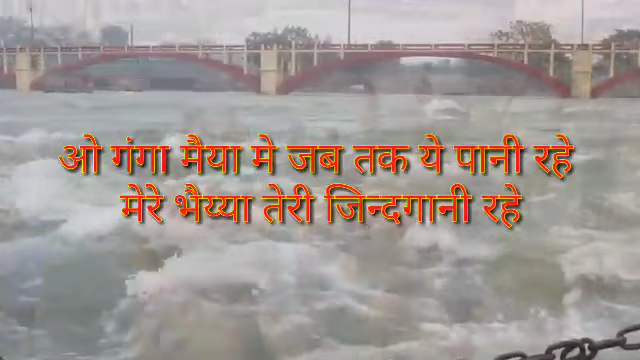 ओ गंगा मैया मे जब तक ये पानी रहे
मेरे भैय्या तेरी जिन्दगानी रहे